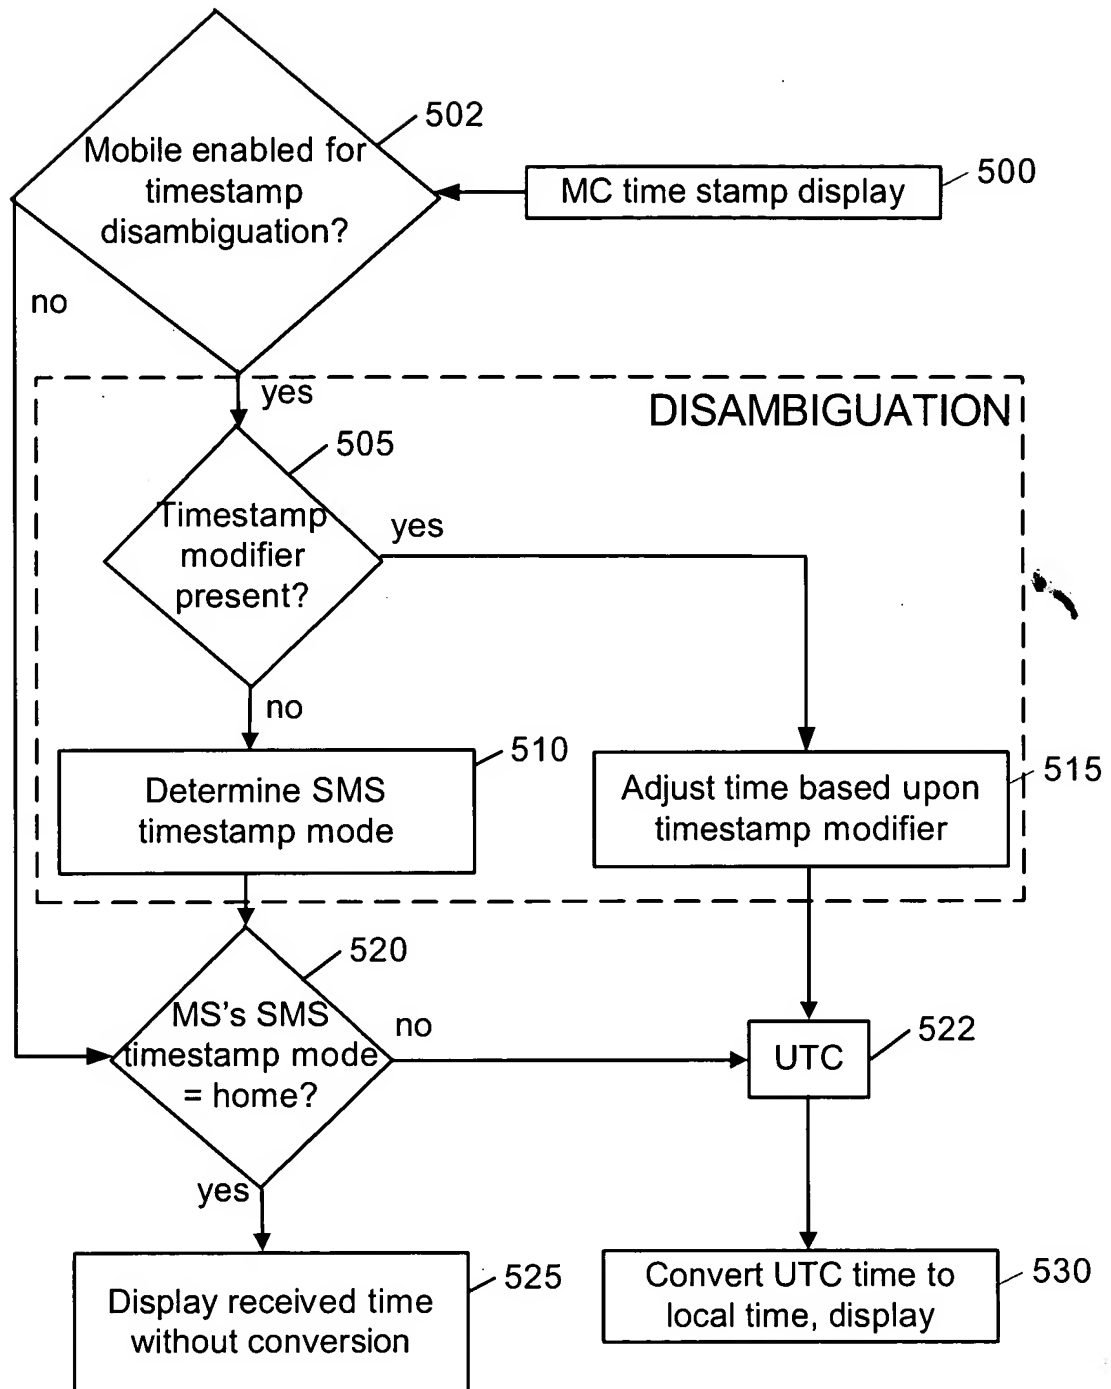 502
Mobile enabled for
timestamp
disambiguation?
MC time stamp display
500
no
yes
DISAMBIGUATION
505
Timestamp
modifier
present?
yes
no
510
Determine SMS
timestamp mode
515
Adjust time based upon
timestamp modifier
520
MS's SMS
timestamp mode
= home?
no
522
UTC
yes
525
Display received time
without conversion
530
Convert UTC time to
local time, display